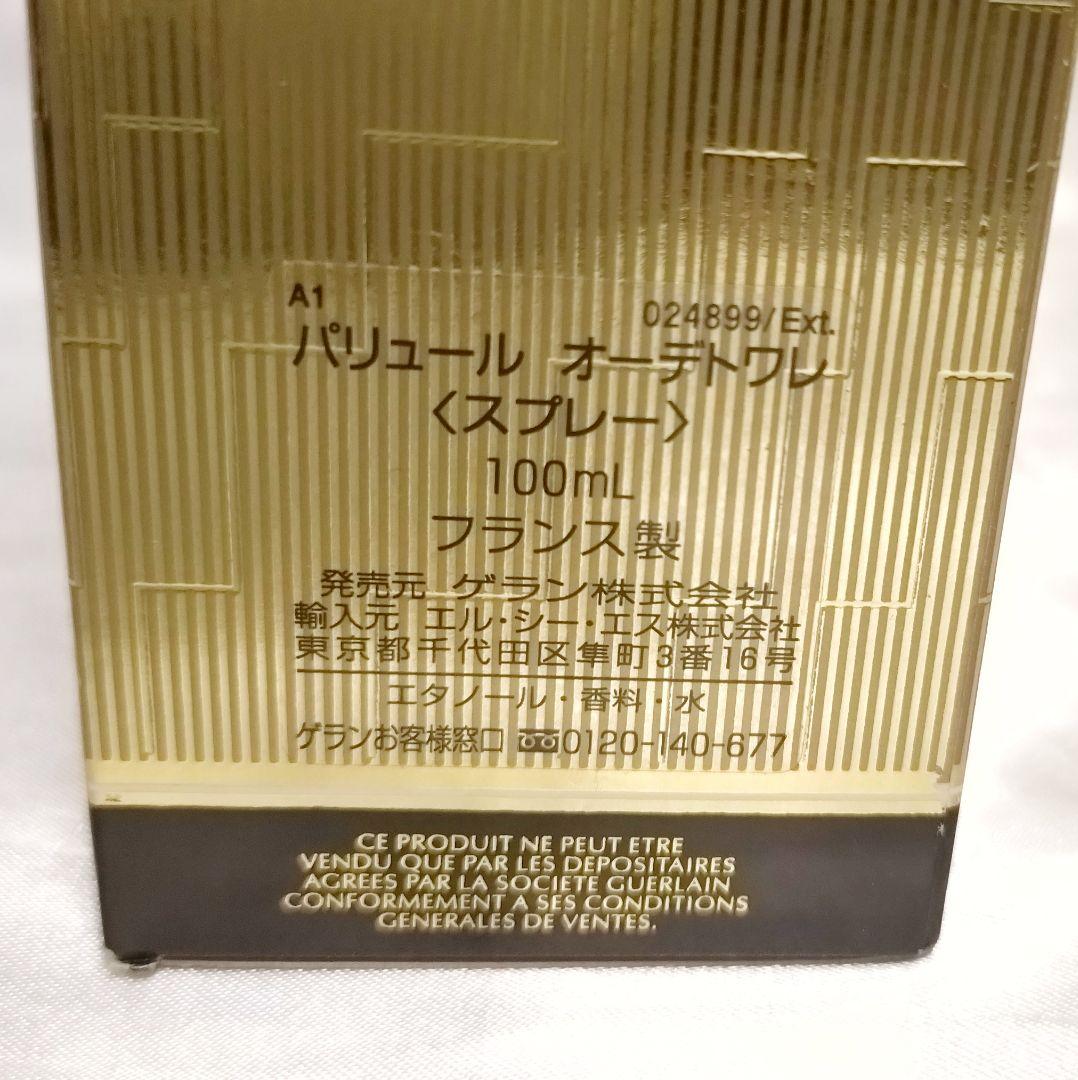 A1
024899/Ext.
パリュール オーデトワレ
〈スプレー〉
100mL
フランス製
発売元 ゲラン株式会社
輸入元 エル・シー・エス株式会社
東京都千代田区隼町3番16号
エタノール・香料・水
ゲランお客様窓口 0120-140-677
CE PRODUIT NE PEUT ETRE
VENDU QUE PAR LES DEPOSITAIRES
AGREES PAR LA SOCIETE GUERLAIN
CONFORMEMENT A SES CONDITIONS
GENERALES DE VENTES.